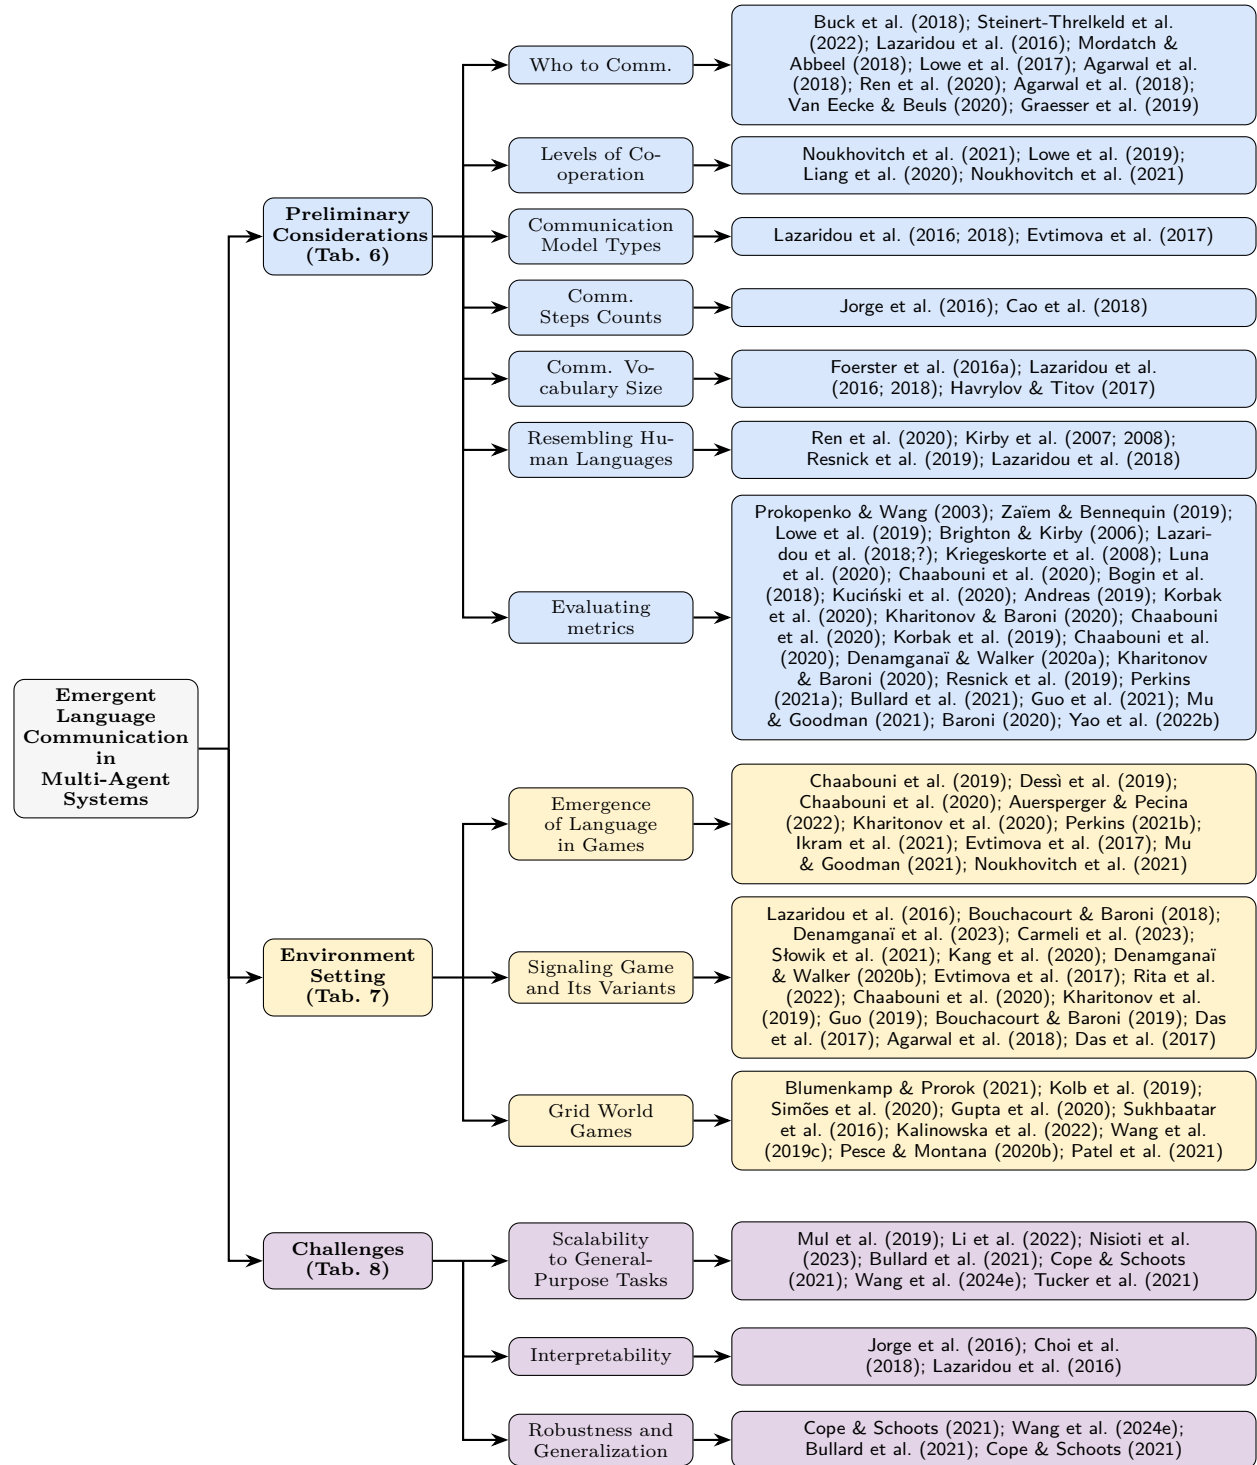 Emergent
Language
Communication
in
Multi-Agent
Systems
Preliminary
Considerations
(Tab. 6)
Who to Comm.
Buck et al. (2018); Steinert-Threlkeld et al.
(2022); Lazaridou et al. (2016); Mordatch &
Abbeel (2018); Lowe et al. (2017); Agarwal et al.
(2018); Ren et al. (2020); Agarwal et al. (2018);
Van Eecke & Beuls (2020); Graesser et al. (2019)
Levels of Co-
operation
Noukhovitch et al. (2021); Lowe et al. (2019);
Liang et al. (2020); Noukhovitch et al. (2021)
Communication
Model Types
Lazaridou et al. (2016; 2018); Evtimova et al. (2017)
Comm.
Steps Counts
Jorge et al. (2016); Cao et al. (2018)
Comm. Vo-
cabulary Size
Foerster et al. (2016a); Lazaridou et al.
(2016; 2018); Havrylov & Titov (2017)
Resembling Hu-
man Languages
Ren et al. (2020); Kirby et al. (2007; 2008);
Resnick et al. (2019); Lazaridou et al. (2018)
Evaluating
metrics
Prokopenko & Wang (2003); Zaïem & Bennequin (2019);
Lowe et al. (2019); Brighton & Kirby (2006); Lazari-
dou et al. (2018;?); Kriegeskorte et al. (2008); Luna
et al. (2020); Chaabouni et al. (2020); Bogin et al.
(2018); Kuciński et al. (2020); Andreas (2019); Korbak
et al. (2020); Kharitonov & Baroni (2020); Chaabouni
et al. (2020); Korbak et al. (2019); Chaabouni et al.
(2020); Denamganaï & Walker (2020a); Kharitonov
& Baroni (2020); Resnick et al. (2019); Perkins
(2021a); Bullard et al. (2021); Guo et al. (2021); Mu
& Goodman (2021); Baroni (2020); Yao et al. (2022b)
Environment
Setting
(Tab. 7)
Emergence
of Language
in Games
Chaabouni et al. (2019); Dessì et al. (2019);
Chaabouni et al. (2020); Auersperger & Pecina
(2022); Kharitonov et al. (2020); Perkins (2021b);
Ikram et al. (2021); Evtimova et al. (2017); Mu
& Goodman (2021); Noukhovitch et al. (2021)
Signaling Game
and Its Variants
Lazaridou et al. (2016); Bouchacourt & Baroni (2018);
Denamganaï et al. (2023); Carmeli et al. (2023);
Słowik et al. (2021); Kang et al. (2020); Denamganaï
& Walker (2020b); Evtimova et al. (2017); Rita et al.
(2022); Chaabouni et al. (2020); Kharitonov et al.
(2019); Guo (2019); Bouchacourt & Baroni (2019); Das
et al. (2017); Agarwal et al. (2018); Das et al. (2017)
Grid World
Games
Blumenkamp & Prorok (2021); Kolb et al. (2019);
Simões et al. (2020); Gupta et al. (2020); Sukhbaatar
et al. (2016); Kalinowska et al. (2022); Wang et al.
(2019c); Pesce & Montana (2020b); Patel et al. (2021)
Challenges
(Tab. 8)
Scalability
to General-
Purpose Tasks
Mul et al. (2019); Li et al. (2022); Nisioti et al.
(2023); Bullard et al. (2021); Cope & Schoots
(2021); Wang et al. (2024e); Tucker et al. (2021)
Interpretability
Jorge et al. (2016); Choi et al.
(2018); Lazaridou et al. (2016)
Robustness and
Generalization
Cope & Schoots (2021); Wang et al. (2024e);
Bullard et al. (2021); Cope & Schoots (2021)